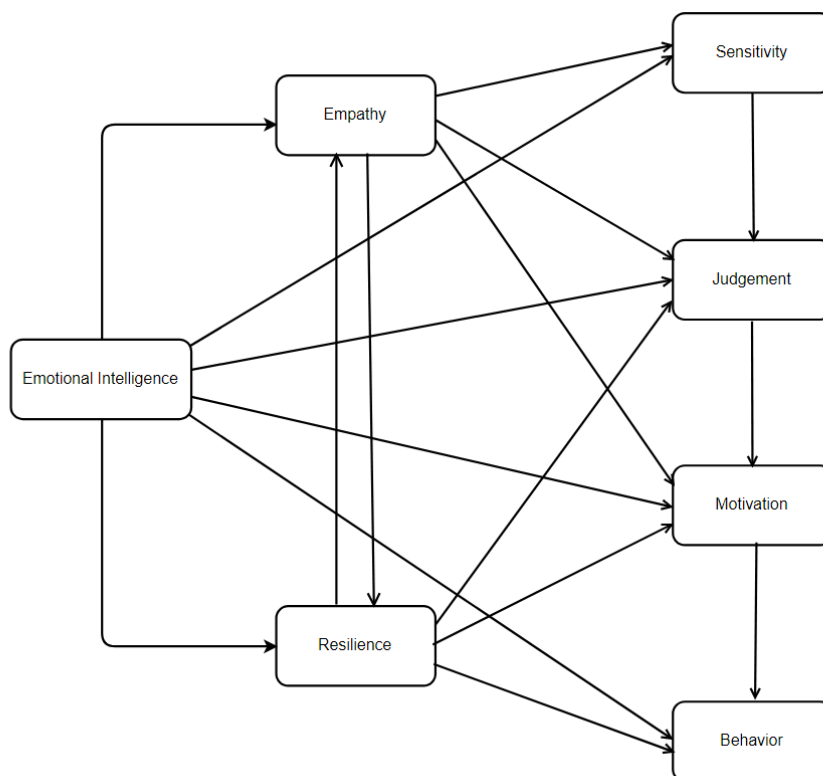 Sensitivity
Empathy
Judgement
Emotional Intelligence
Motivation
Resilience
Behavior